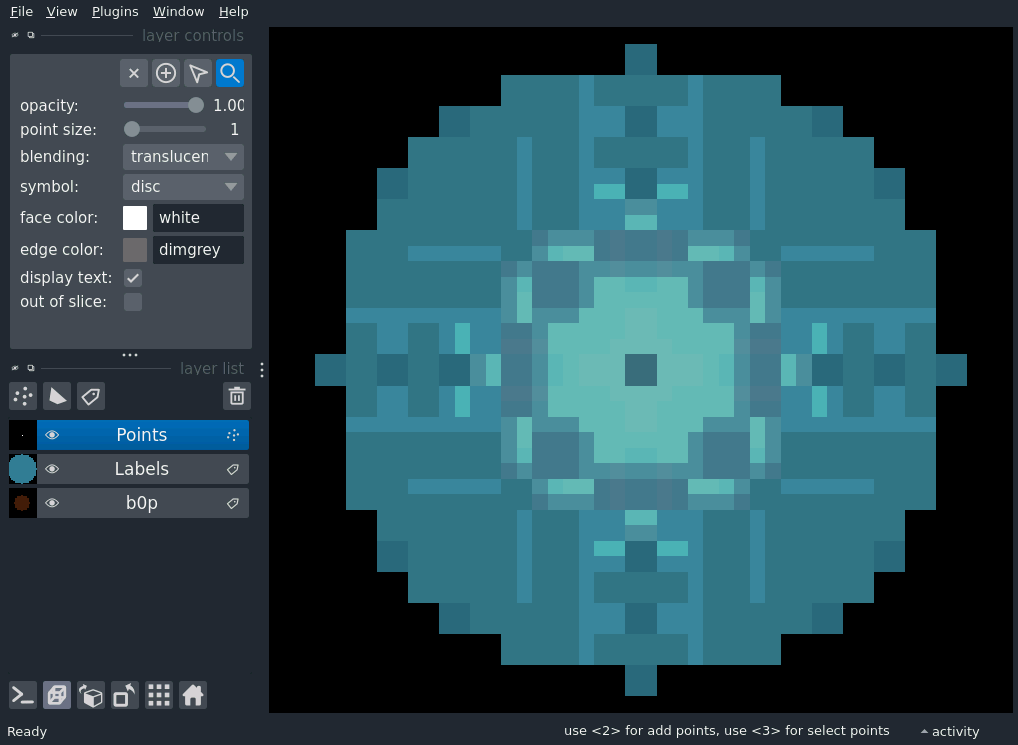 File View Plugins Window Help
layer controls
opacity: 1.00
point size: 1
blending: translucen
symbol: disc
face color: white
edge color: dimgrey
display text:
out of slice:
layer list
Points
Labels
b0p
Ready
use <2> for add points, use <3> for select points
activity